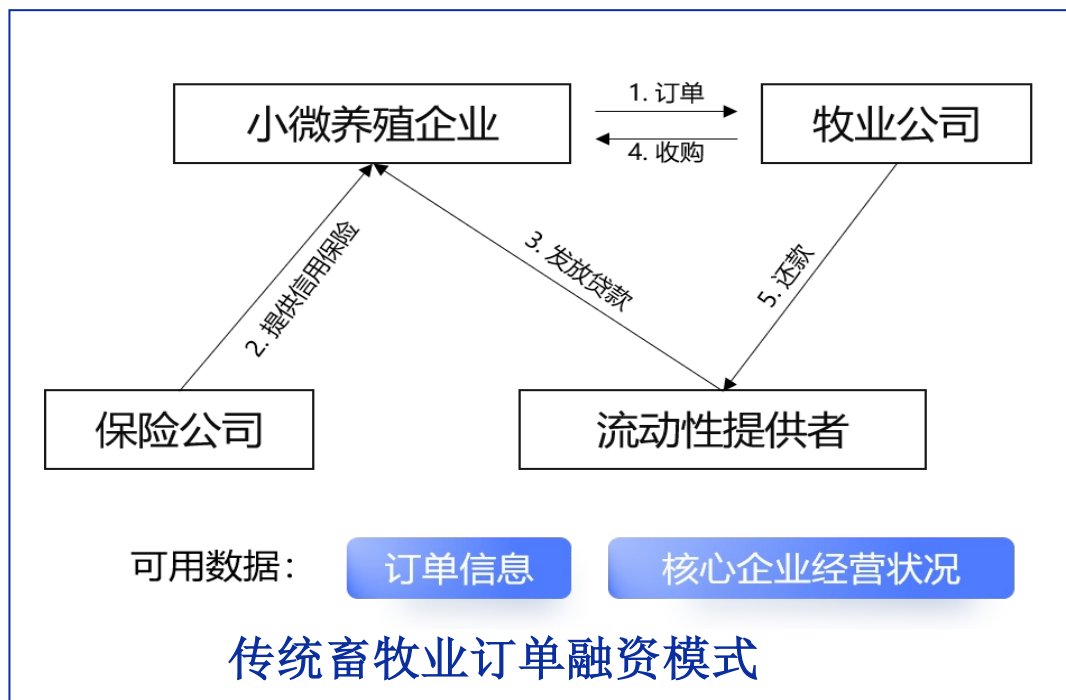 小微养殖企业
1. 订单
4. 收购
牧业公司
2. 提供信用保险
3. 发放贷款
5. 还款
保险公司
流动性提供者
可用数据：
订单信息
核心企业经营状况
传统畜牧业订单融资模式